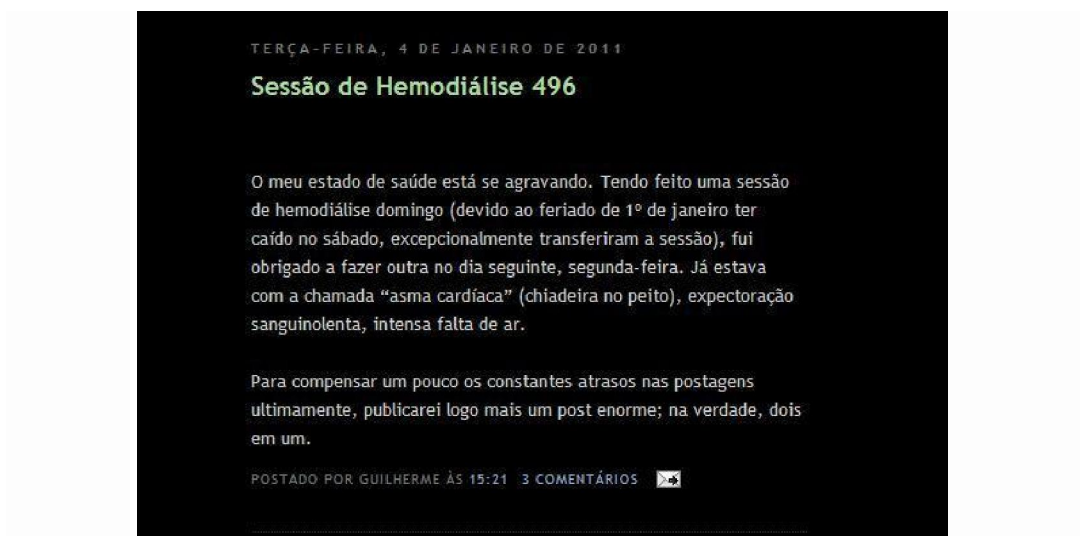 TERÇA-FEIRA, 4 DE JANEIRO DE 2011
Sessão de Hemodiálise 496
O meu estado de saúde está se agravando. Tendo feito uma sessão
de hemodiálise domingo (devido ao feriado de 1º de janeiro ter
caído no sábado, excepcionalmente transferiram a sessão), fui
obrigado a fazer outra no dia seguinte, segunda-feira. Já estava
com a chamada “asma cardíaca” (chiadeira no peito), expectoração
sanguinolenta, intensa falta de ar.
Para compensar um pouco os constantes atrasos nas postagens
ultimamente, publicarei logo mais um post enorme; na verdade, dois
em um.
POSTADO POR GUILHERME ÀS 15:21 3 COMENTÁRIOS